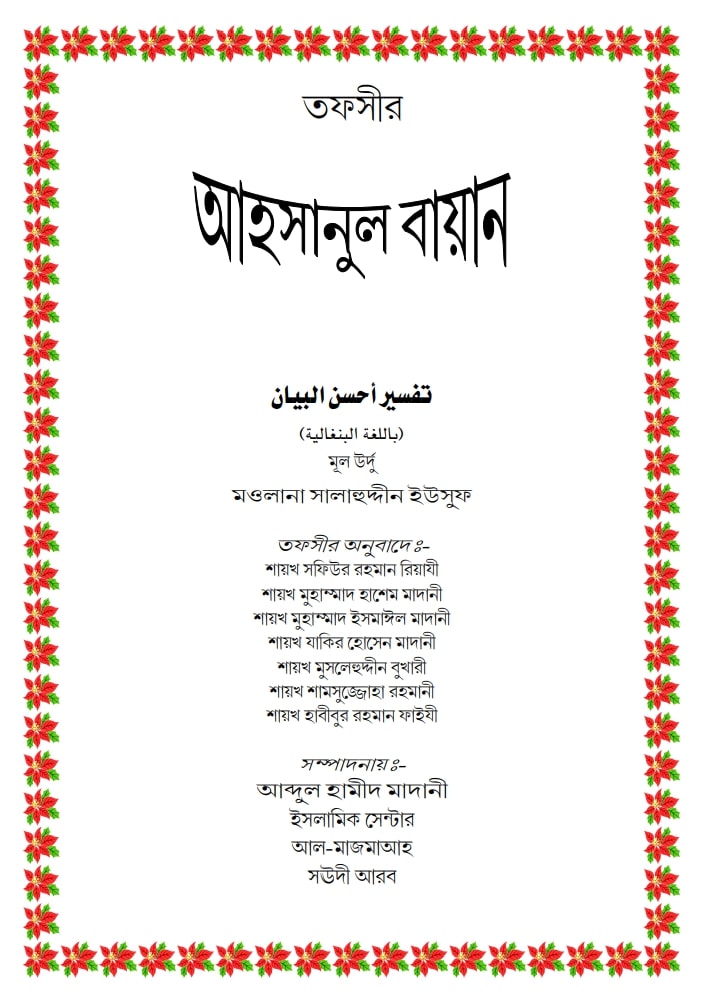 তফসীর
আহসানুল বায়ান
تفسير أحسن البيان
(باللغة البنغالية)
মূল উর্দু
মওলানা সালাহুদ্দীন ইউসুফ
তফসীর অনুবাদে ঃ-
শায়খ সফিউর রহমান রিয়াযী
শায়খ মুহাম্মাদ হাশেম মাদানী
শায়খ মুহাম্মাদ ইসমাঈল মাদানী
শায়খ যাকির হোসেন মাদানী
শায়খ মুসলেহুদ্দীন বুখারী
শায়খ শামসুজ্জোহা রহমানী
শায়খ হাবীবুর রহমান ফাইযী
সম্পাদনায় ঃ-
আব্দুল হামীদ মাদানী
ইসলামিক সেন্টার
আল-মাজমাআহ
সঊদী আরব